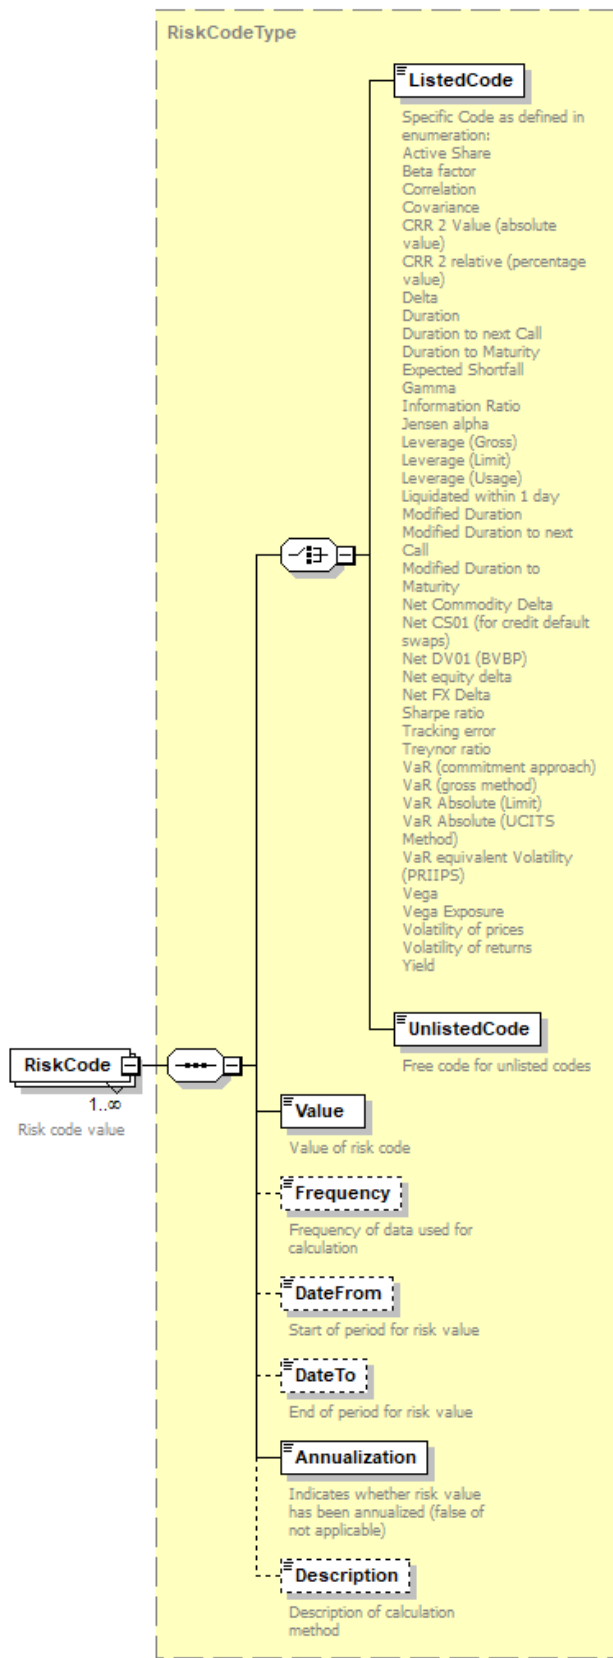 RiskCodeType
ListedCode
Specific Code as defined in
enumeration:
Active Share
Beta factor
Correlation
Covariance
CRR 2 Value (absolute
value)
CRR 2 relative (percentage
value)
Delta
Duration
Duration to next Call
Duration to Maturity
Expected Shortfall
Gamma
Information Ratio
Jensen alpha
Leverage (Gross)
Leverage (Limit)
Leverage (Usage)
Liquidated within 1 day
Modified Duration
Modified Duration to next
Call
Modified Duration to
Maturity
Net Commodity Delta
Net CS01 (for credit default
swaps)
Net DV01 (BVBP)
Net equity delta
Net FX Delta
Sharpe ratio
Tracking error
Treynor ratio
VaR (commitment approach)
VaR (gross method)
VaR Absolute (Limit)
VaR Absolute (UCITS
Method)
VaR equivalent Volatility
(PRIIPS)
Vega
Vega Exposure
Volatility of prices
Volatility of returns
Yield
UnlistedCode
Free code for unlisted codes
RiskCode
1..∞
Risk code value
Value
Value of risk code
Frequency
Frequency of data used for
calculation
DateFrom
Start of period for risk value
DateTo
End of period for risk value
Annualization
Indicates whether risk value
has been annualized (false of
not applicable)
Description
Description of calculation
method